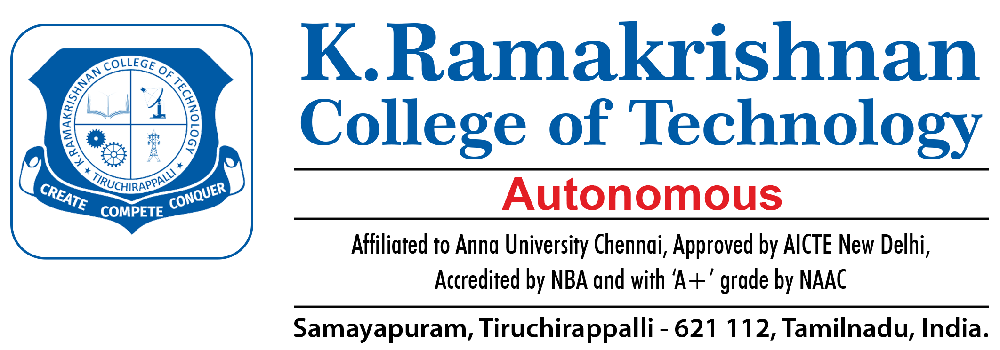 K.RAMAKRISHNAN COLLEGE OF TECHNOLOGY
★ TIRUCHIRAPPALLI ★
CREATE COMPETE CONQUER
K.Ramakrishnan
College of Technology
Autonomous
Affiliated to Anna University Chennai, Approved by AICTE New Delhi,
Accredited by NBA and with ‘A+’ grade by NAAC
Samayapuram, Tiruchirappalli - 621 112, Tamilnadu, India.